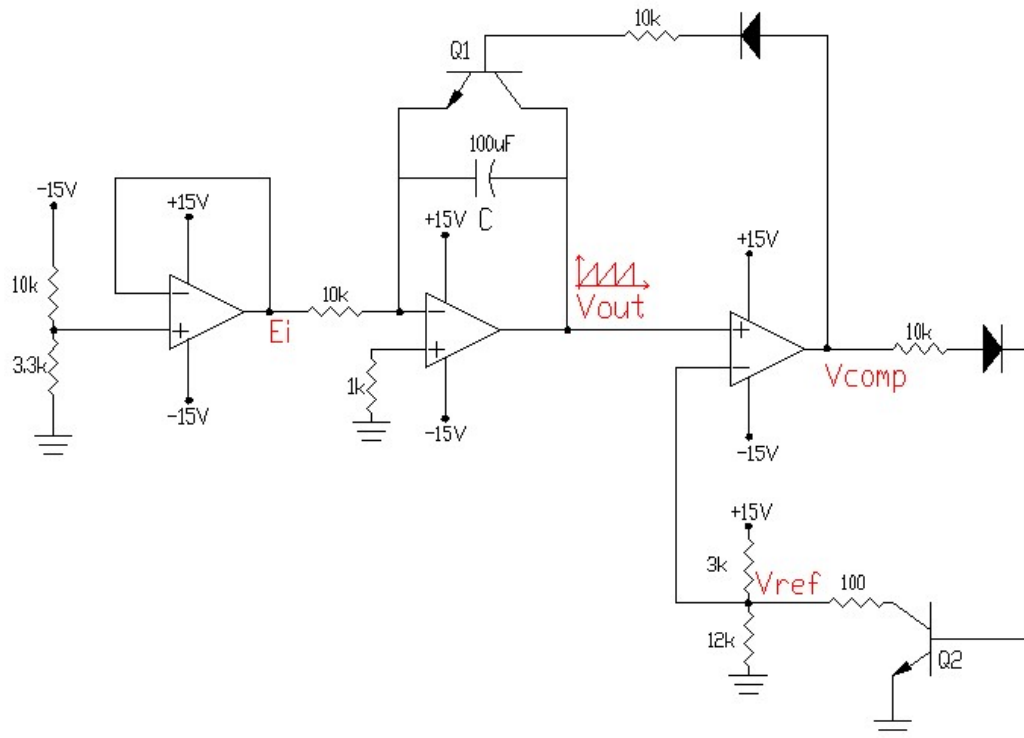 10k
Q1
100uF
C
-15V
+15V
+15V
+15V
10k
10k
Ei
Vout
10k
Vcomp
3.3k
1k
-15V
-15V
-15V
+15V
3k
Vref
100
12k
Q2